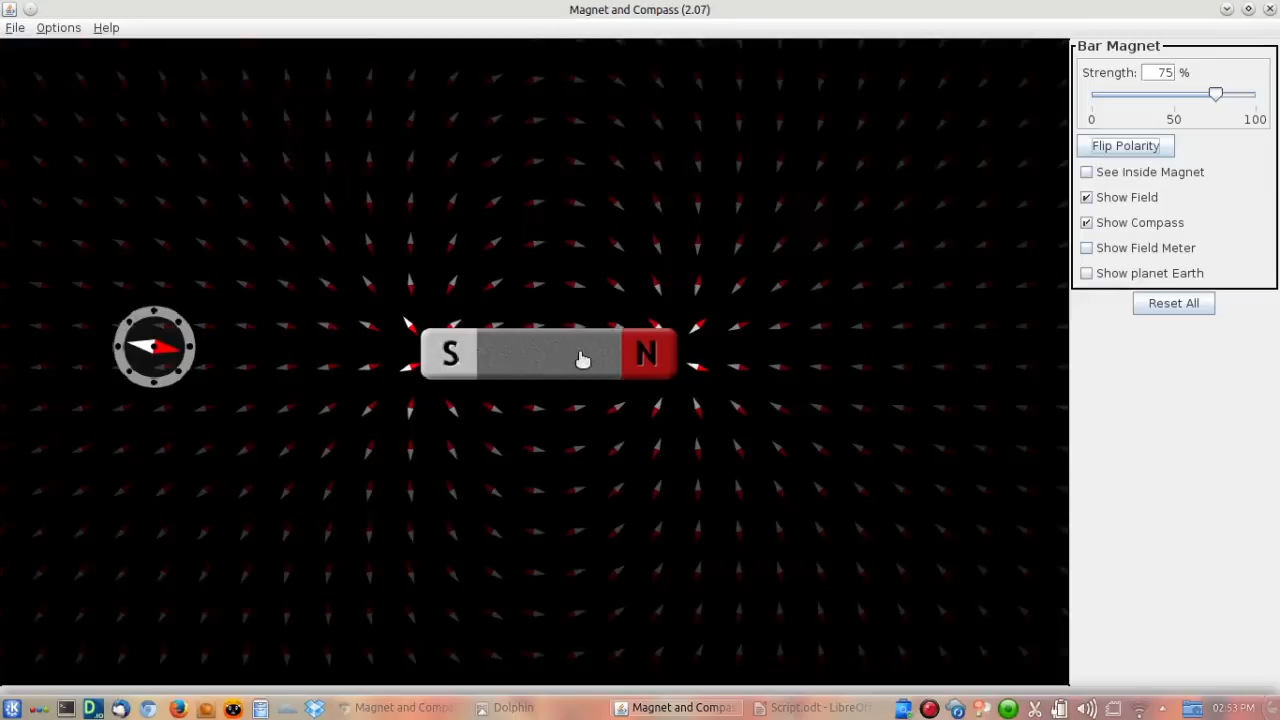 Magnet and Compass (2.07)
File Options Help
Bar Magnet
Strength: 75 %
0 50 100
Flip Polarity
See Inside Magnet
Show Field
Show Compass
Show Field Meter
Show planet Earth
Reset All
S N
Magnet and Compa Dolphin Magnet and Compas Script.odt - LibreOf 02:53 PM